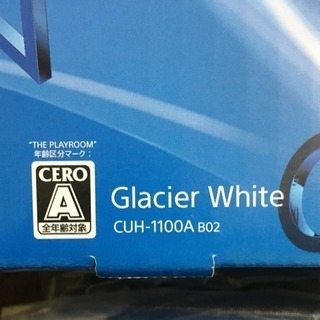 "THE PLAYROOM"
年齢区分マーク:
CERO
A
全年齢対象
Glacier White
CUH-1100A B02